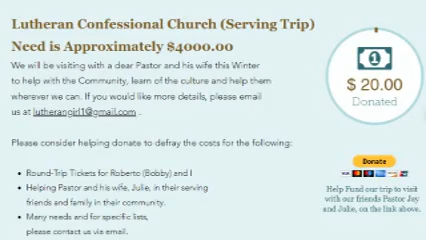 Lutheran Confessional Church (Serving Trip)
Need is Approximately $4000.00
We will be visiting with a dear Pastor and his wife this Winter
to help with the Community, learn of the culture and help them
wherever we can. If you would like more details, please email
us at lutherangirl1@gmail.com .
Please consider helping donate to defray the costs for the following:
• Round-Trip Tickets for Roberto (Bobby) and I
• Helping Pastor and his wife, Julie, in their serving
friends and family in their community.
• Many needs and for specific lists,
please contact us via email.
1
$ 20.00
Donated
Donate
Help Fund our trip to visit
with our friends Pastor Jay
and Julie, on the link above.